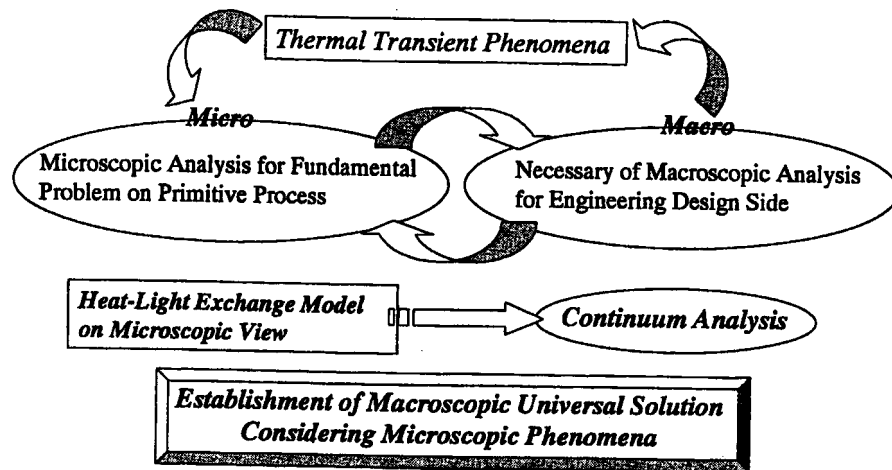 Thermal Transient Phenomena
Micro
Macro
Microscopic Analysis for Fundamental
Problem on Primitive Process
Necessary of Macroscopic Analysis
for Engineering Design Side
Heat-Light Exchange Model
on Microscopic View
Continuum Analysis
Establishment of Macroscopic Universal Solution
Considering Microscopic Phenomena